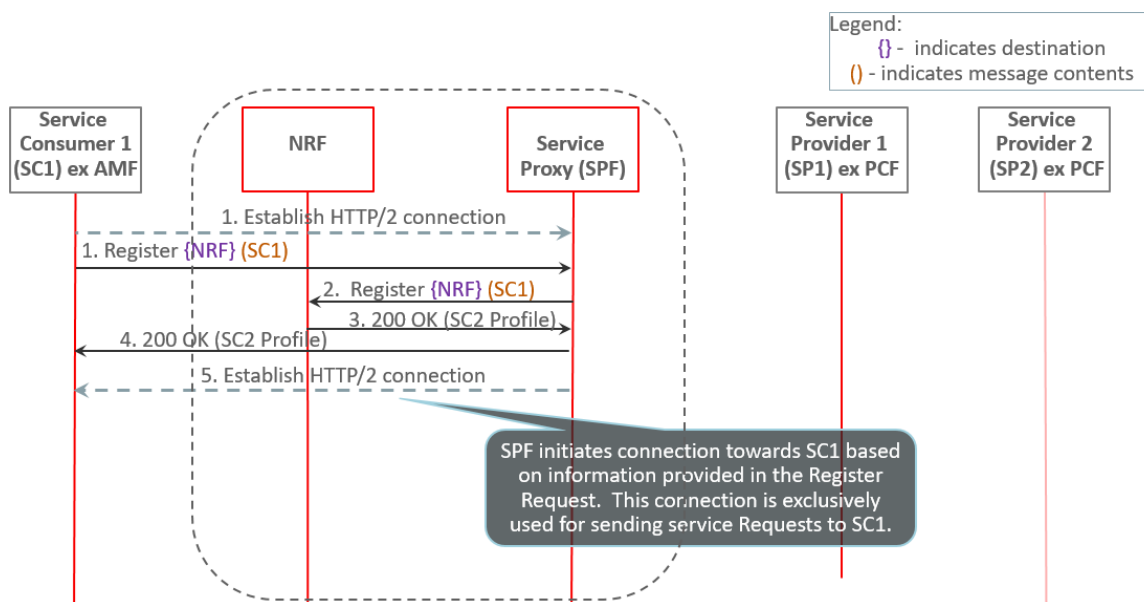 Legend:
{} - indicates destination
() - indicates message contents
Service
Consumer 1
(SC1) ex AMF
NRF
Service
Proxy (SPF)
Service
Provider 1
(SP1) ex PCF
Service
Provider 2
(SP2) ex PCF
1. Establish HTTP/2 connection
1. Register {NRF} (SC1)
2. Register {NRF} (SC1)
3. 200 OK (SC2 Profile)
4. 200 OK (SC2 Profile)
5. Establish HTTP/2 connection
SPF initiates connection towards SC1 based
on information provided in the Register
Request. This connection is exclusively
used for sending service Requests to SC1.